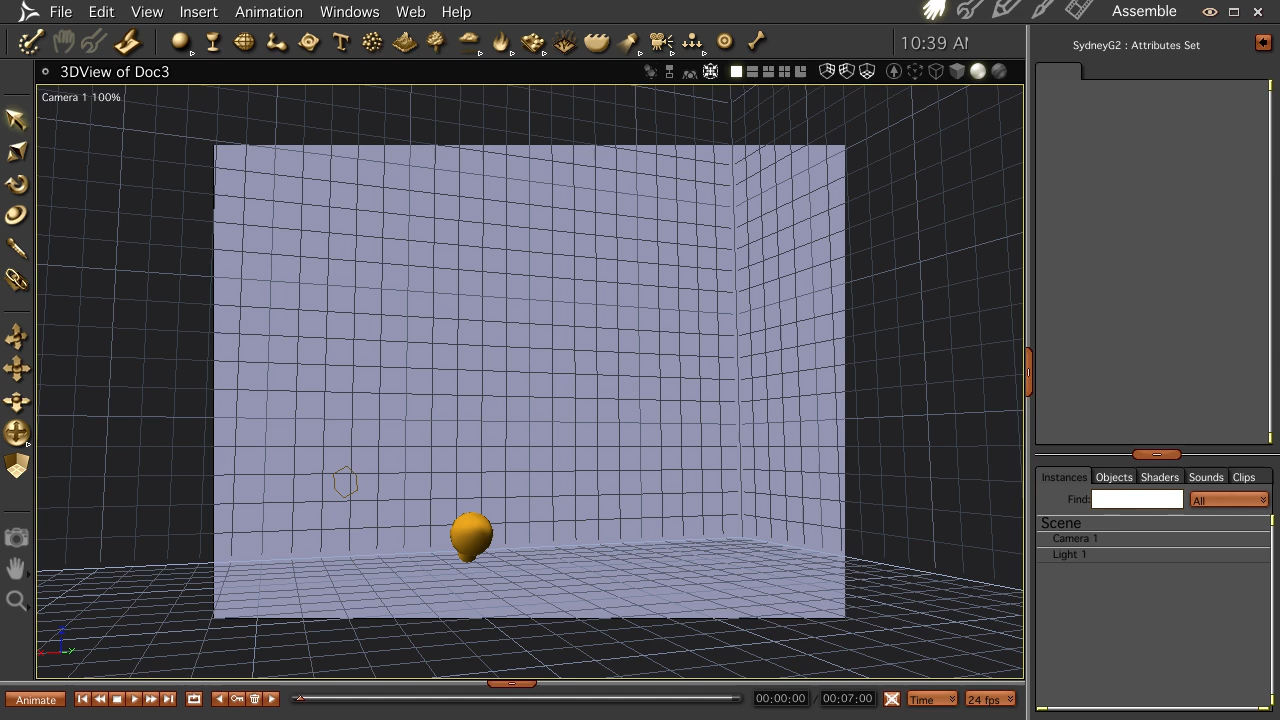 File Edit View Insert Animation Windows Web Help Assemble
10:39 AM
SydneyG2 : Attributes Set
3DView of Doc3
Camera 1 100%
Instances Objects Shaders Sounds Clips
Find: All
Scene
Camera 1
Light 1
Animate 00:00:00 / 00:07:00 Time 24 fps